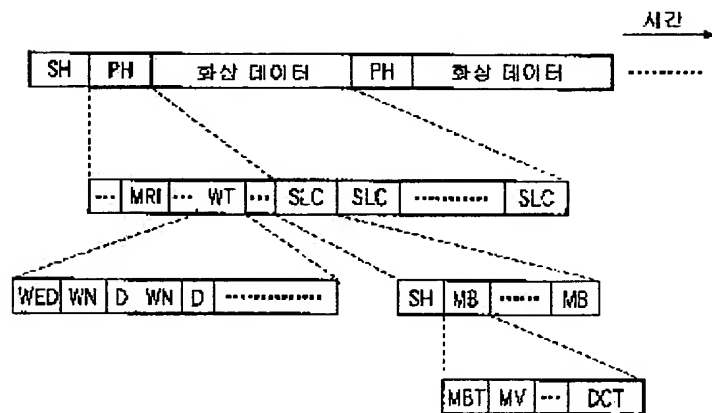 시간
SH PH 화상 데이터 PH 화상 데이터 ........
... MRI ... WT ... SLC SLC .......... SLC
WED WN D WN D ..............
SH MB ...... MB
MBT MV ... DCT